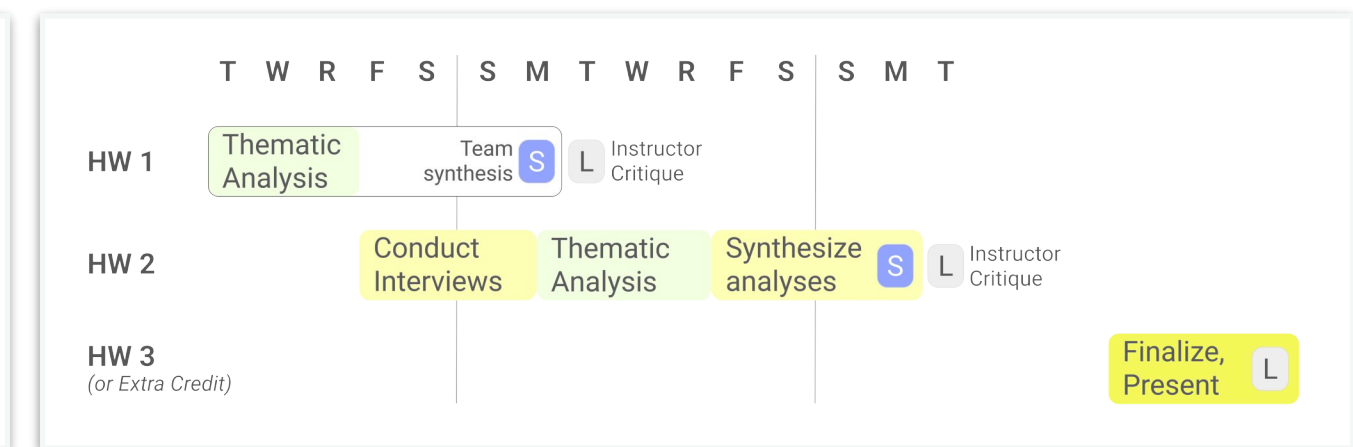 T W R F S S M T W R F S S M T
HW 1
Thematic
Analysis
Team
synthesis
S
L
Instructor
Critique
HW 2
Conduct
Interviews
Thematic
Analysis
Synthesize
analyses
S
L
Instructor
Critique
HW 3
(or Extra Credit)
Finalize,
Present
L